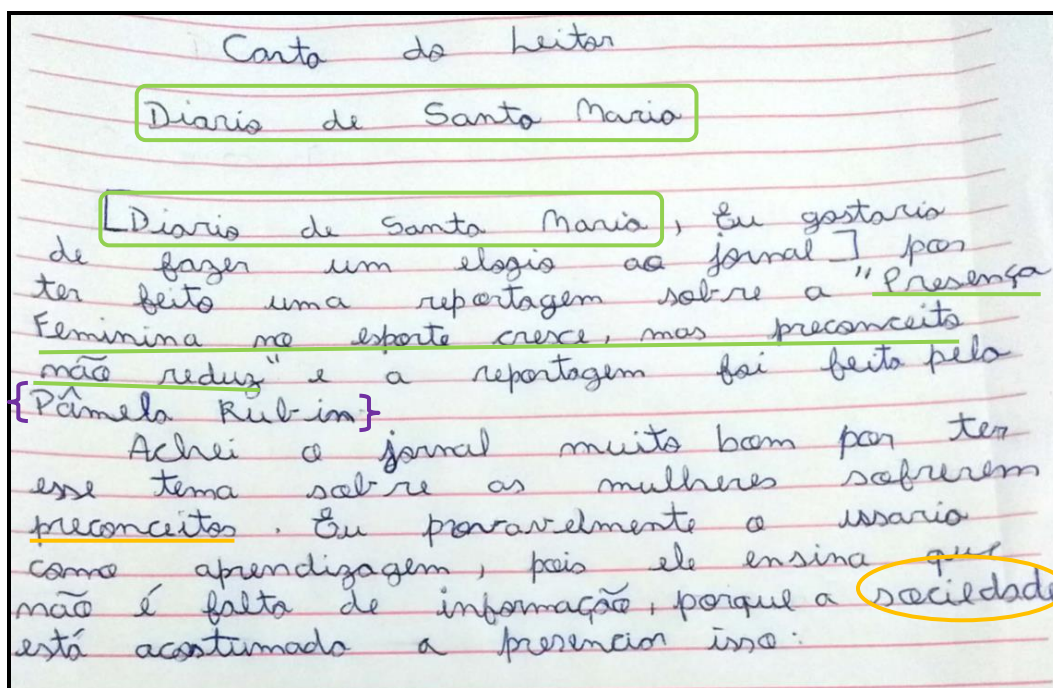 Carta do Leitor
Diario de Santa Maria
[Diario de Santa Maria, Eu gostaria
de fazer um elogio ao jornal] por
ter feito uma reportagem sobre a "Presença
Feminina no esporte cresce, mas preconceito
não reduz" e a reportagem foi feita pela
{Pâmela Rubin}
Achei o jornal muito bom por ter
esse tema sobre as mulheres sofrerem
preconceitos. Eu provavelmente o ussaria
como aprendizagem, pois ele ensina que
não é falta de informação, porque a sociedade
está acostumada a presenciar isso.